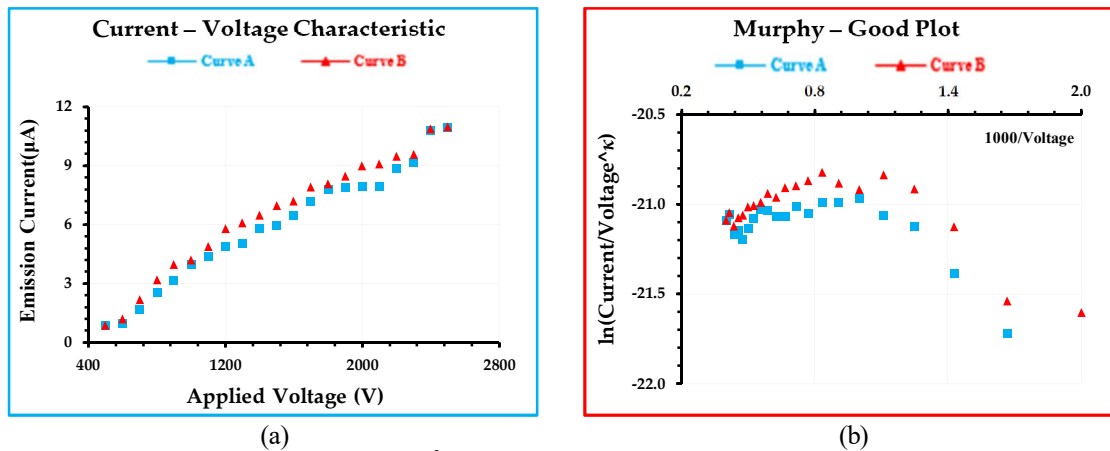 Current – Voltage Characteristic
Curve A Curve B
12
9
6
3
0
400 1200 2000 2800
Emission Current(μA)
Applied Voltage (V)
(a)
Murphy – Good Plot
Curve A Curve B
0.2 0.8 1.4 2.0
-20.5
1000/Voltage
-21.0
-21.5
-22.0
ln(Current/Voltage^κ)
(b)